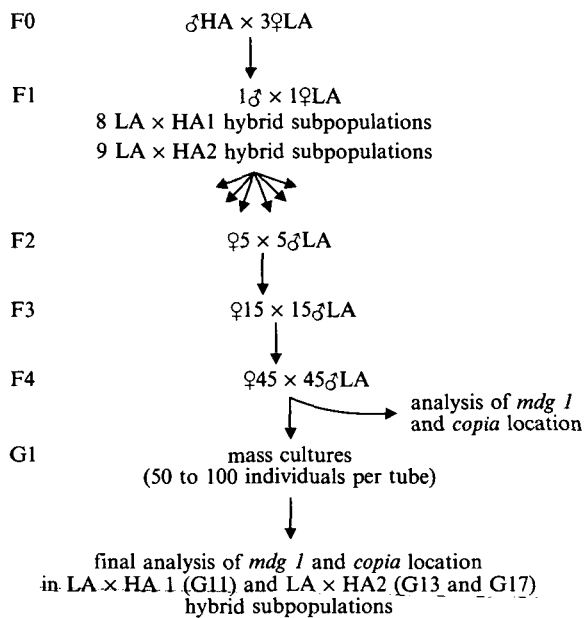 F0 ♂HA × 3♀LA
F1 1♂ × 1♀LA
8 LA × HA1 hybrid subpopulations
9 LA × HA2 hybrid subpopulations
F2 ♀5 × 5♂LA
F3 ♀15 × 15♂LA
F4 ♀45 × 45♂LA
analysis of mdg 1
and copia location
G1 mass cultures
(50 to 100 individuals per tube)
final analysis of mdg 1 and copia location
in LA × HA 1 (G11) and LA × HA2 (G13 and G17)
hybrid subpopulations